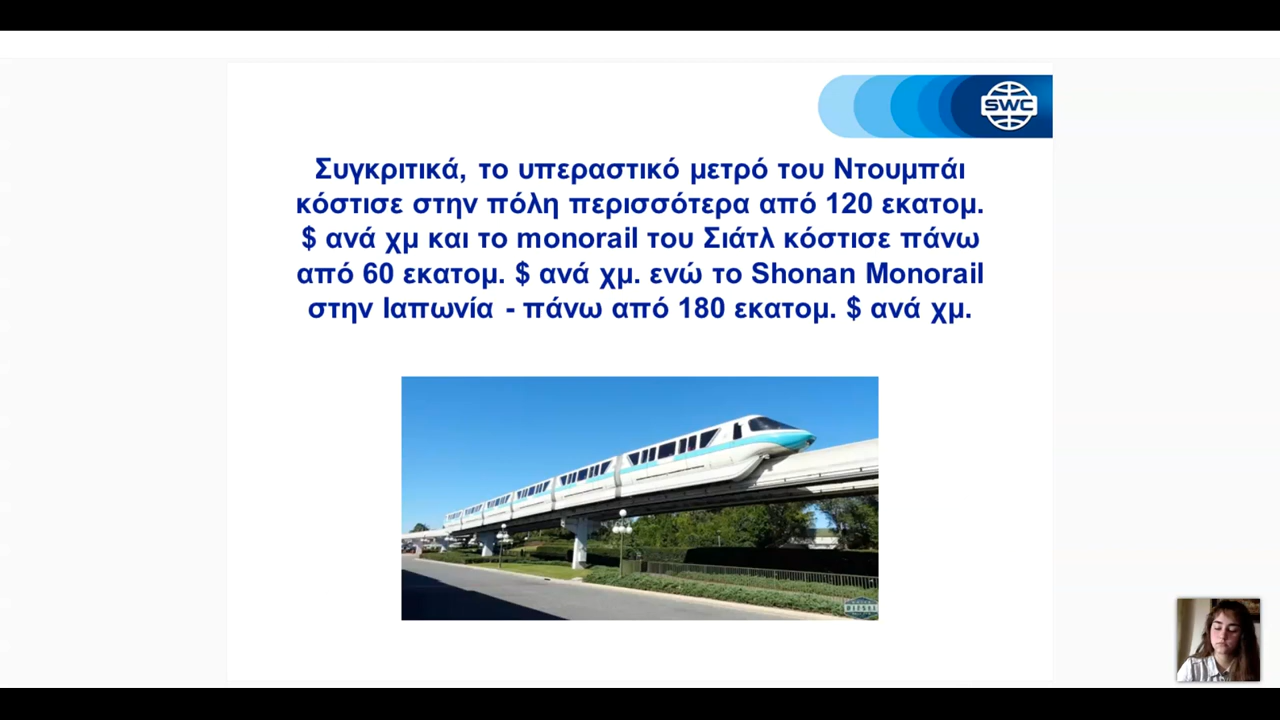 SWC
Συγκριτικά, το υπεραστικό μετρό του Ντουμπάι
κόστισε στην πόλη περισσότερα από 120 εκατομ.
$ ανά χμ και το monorail του Σιάτλ κόστισε πάνω
από 60 εκατομ. $ ανά χμ. ενώ το Shonan Monorail
στην Ιαπωνία - πάνω από 180 εκατομ. $ ανά χμ.